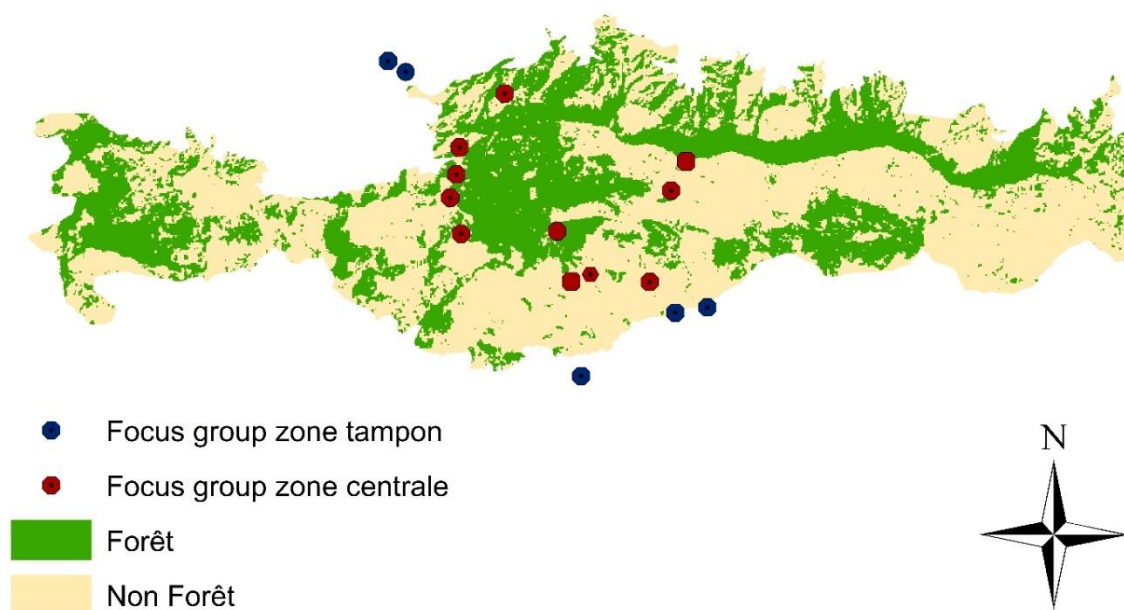 Focus group zone tampon
Focus group zone centrale
Forêt
Non Forêt
N